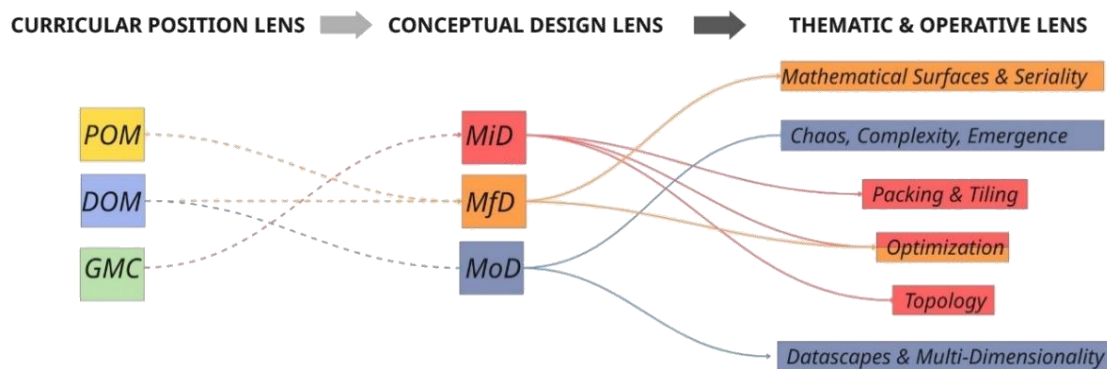 CURRICULAR POSITION LENS
CONCEPTUAL DESIGN LENS
THEMATIC & OPERATIVE LENS
POM
DOM
GMC
MiD
MfD
MoD
Mathematical Surfaces & Seriality
Chaos, Complexity, Emergence
Packing & Tiling
Optimization
Topology
Datascapes & Multi-Dimensionality